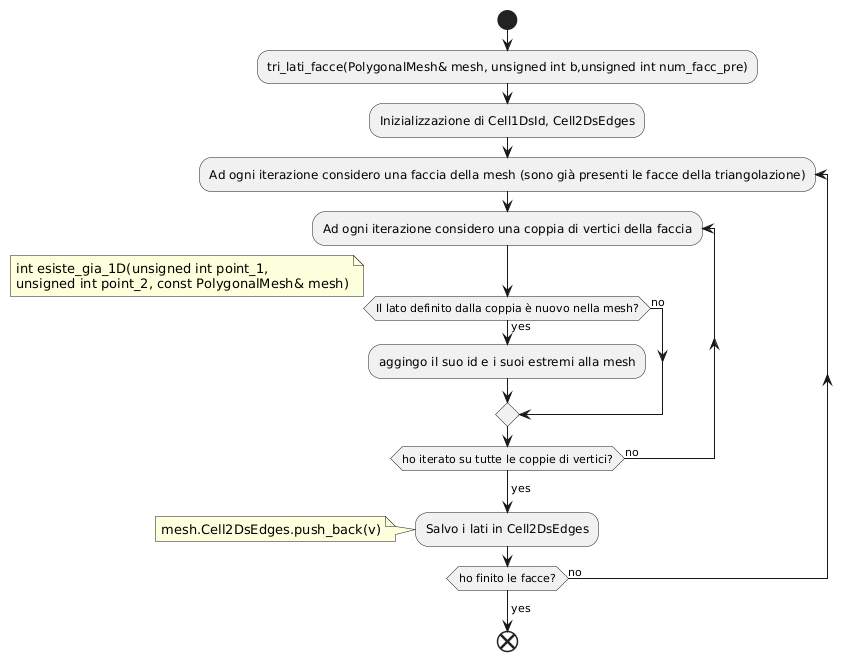 tri_lati_facce(PolygonalMesh& mesh, unsigned int b,unsigned int num_facc_pre)
Inizializzazione di Cell1DsId, Cell2DsEdges
Ad ogni iterazione considero una faccia della mesh (sono già presenti le facce della triangolazione)
Ad ogni iterazione considero una coppia di vertici della faccia
int esiste_gia_1D(unsigned int point_1,
unsigned int point_2, const PolygonalMesh& mesh)
Il lato definito dalla coppia è nuovo nella mesh?
no
yes
aggingo il suo id e i suoi estremi alla mesh
ho iterato su tutte le coppie di vertici?
no
yes
mesh.Cell2DsEdges.push_back(v)
Salvo i lati in Cell2DsEdges
ho finito le facce?
no
yes